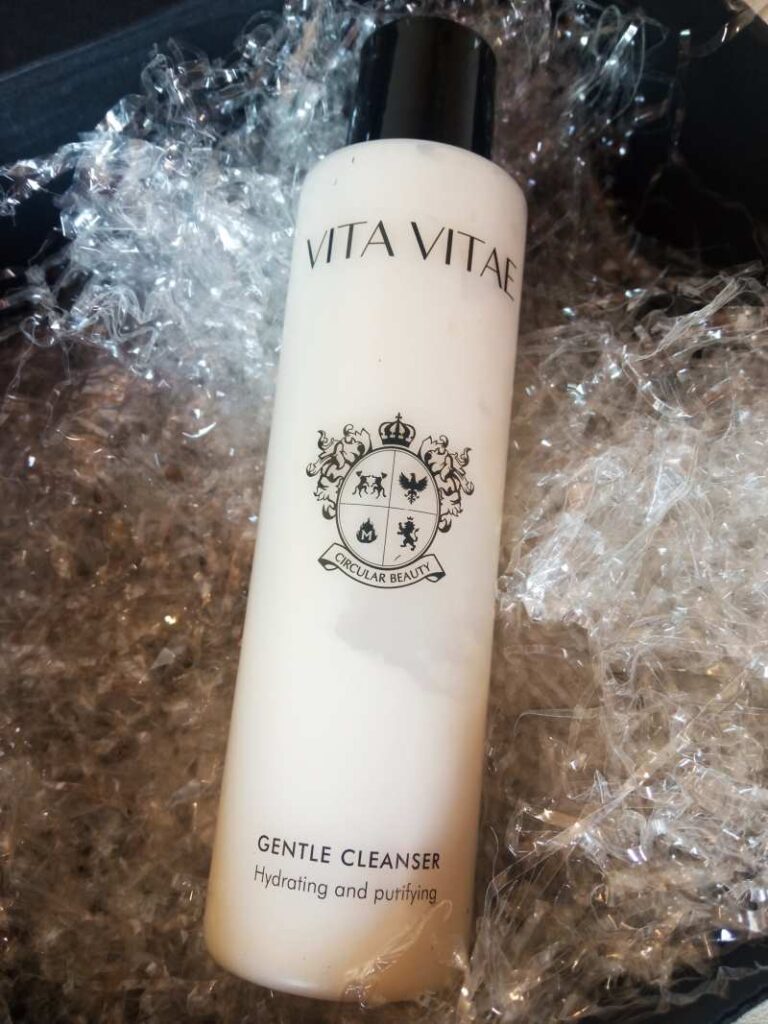 VITA VITAE
M
CIRCULAR BEAUTY
GENTLE CLEANSER
Hydrating and purifying